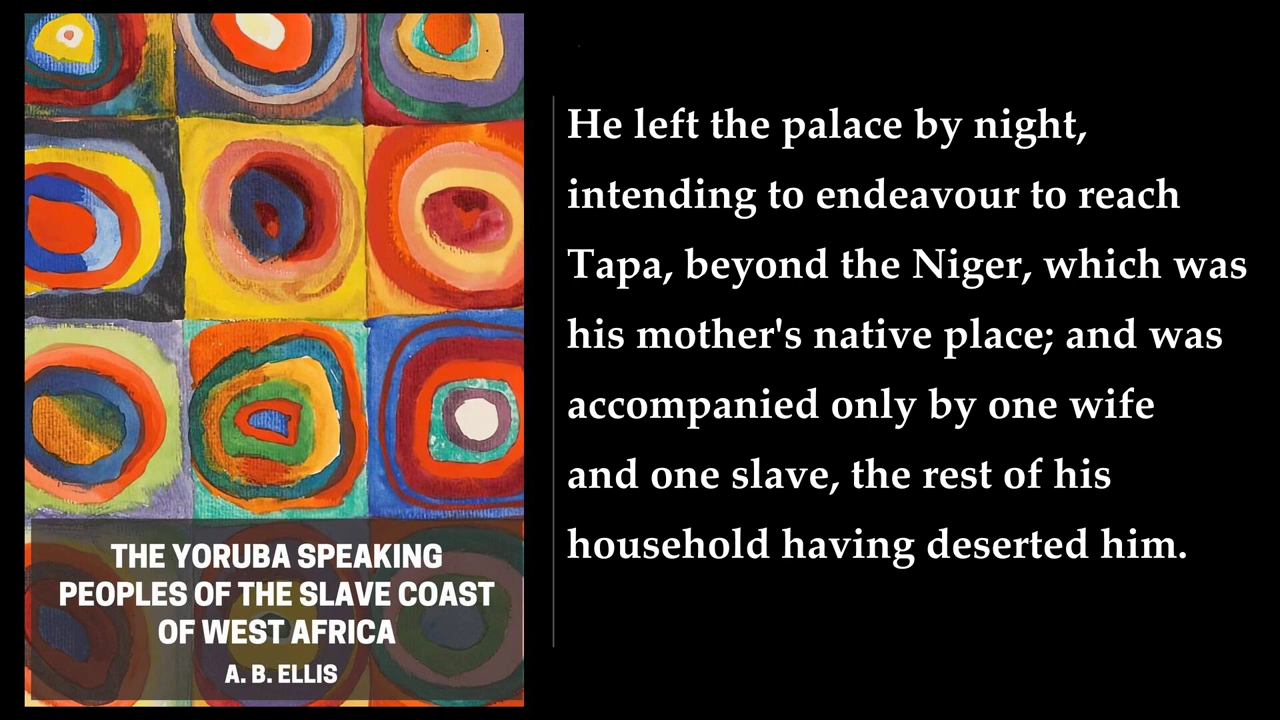 THE YORUBA SPEAKING
PEOPLES OF THE SLAVE COAST
OF WEST AFRICA
A. B. ELLIS
He left the palace by night,
intending to endeavour to reach
Tapa, beyond the Niger, which was
his mother's native place; and was
accompanied only by one wife
and one slave, the rest of his
household having deserted him.